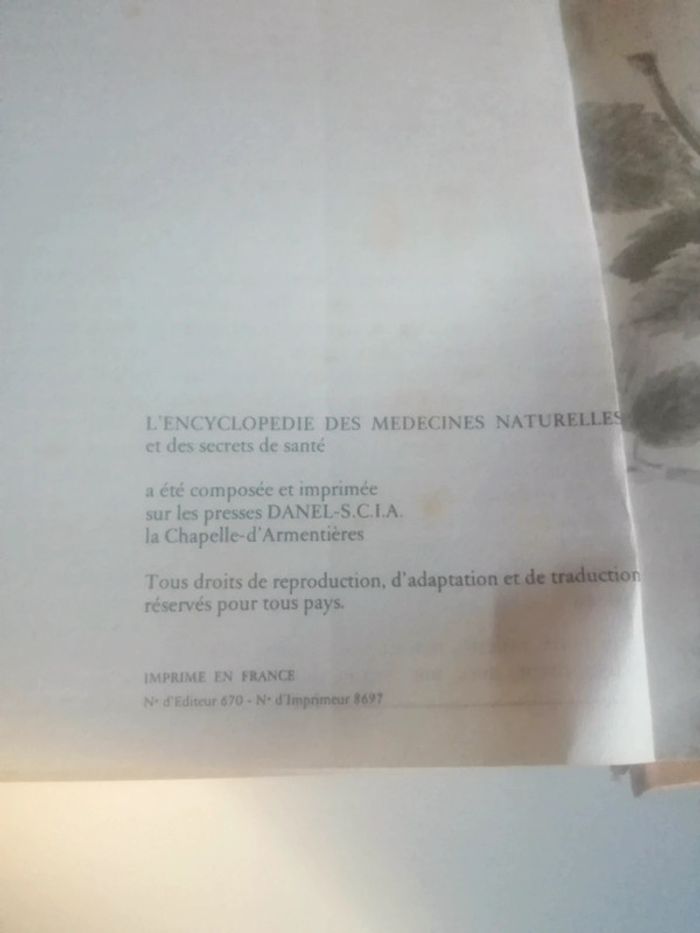 L'ENCYCLOPEDIE DES MEDECINES NATURELLES
et des secrets de santé
a été composée et imprimée
sur les presses DANEL-S.C.I.A.
la Chapelle-d'Armentières
Tous droits de reproduction, d'adaptation et de traduction
réservés pour tous pays.
IMPRIME EN FRANCE
N° d'Editeur 670 - N° d'Imprimeur 8697